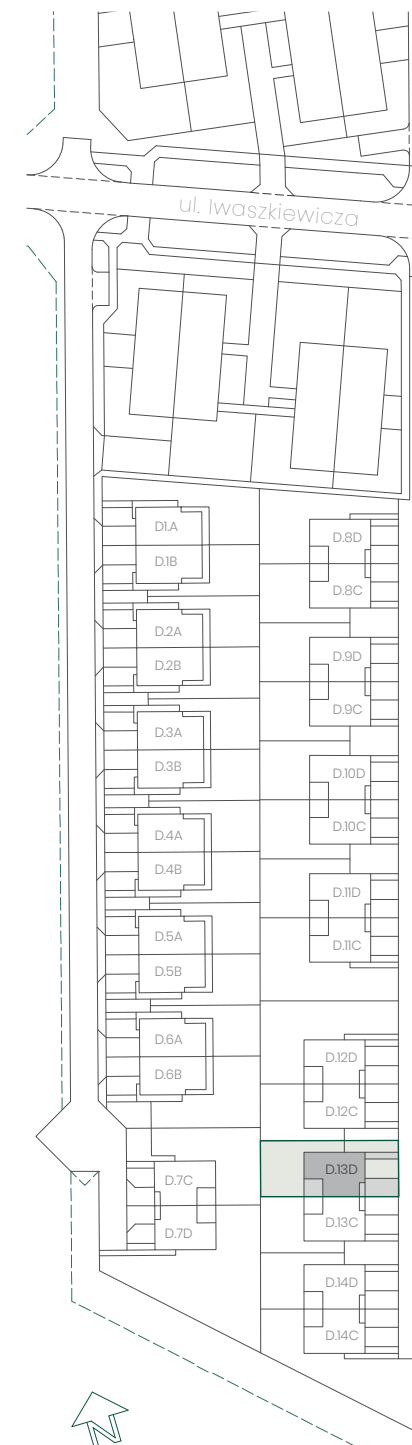 ul. Iwaszkiewicza
D1.A
D.1B
D.2A
D.2B
D.3A
D.3B
D.4A
D.4B
D.5A
D.5B
D.6A
D.6B
D.7C
D.7D
D.8D
D.8C
D.9D
D.9C
D.10D
D.10C
D.11D
D.11C
D.12D
D.12C
D.13D
D.13C
D.14D
D.14C
N